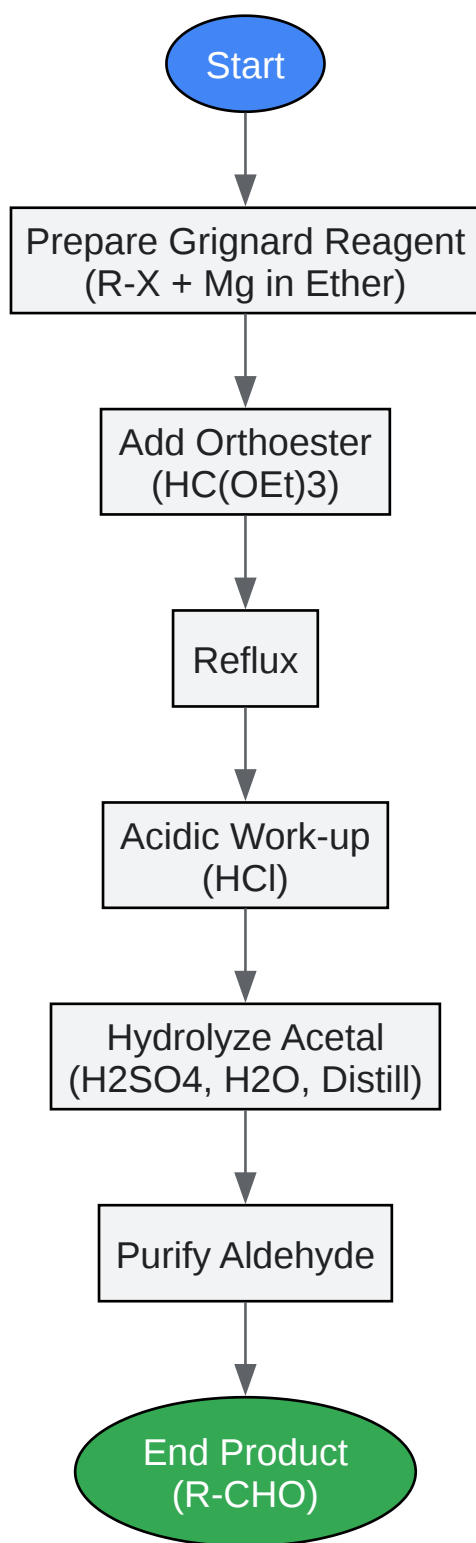 Start
Prepare Grignard Reagent
(R-X + Mg in Ether)
Add Orthoester
(HC(OEt)3)
Reflux
Acidic Work-up
(HCl)
Hydrolyze Acetal
(H2SO4, H2O, Distill)
Purify Aldehyde
End Product
(R-CHO)